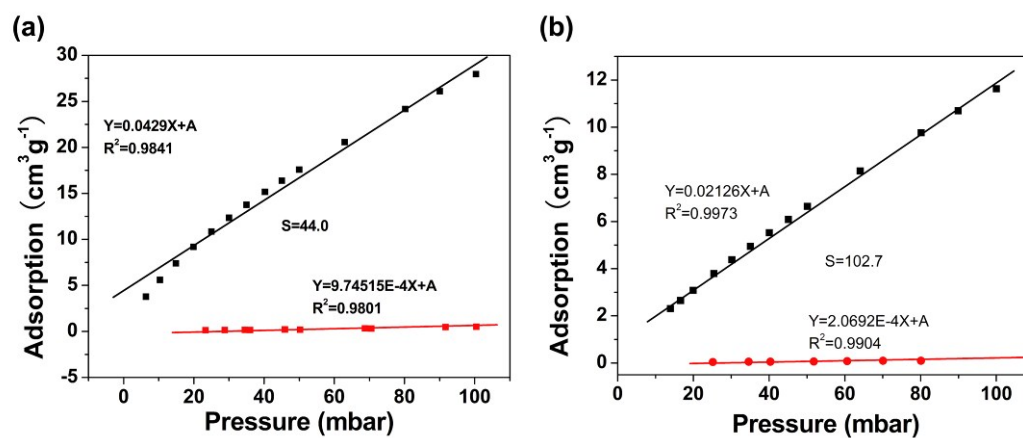 (a)
30
25
20
15
10
5
0
-5
Adsorption (cm³g⁻¹)
Y=0.0429X+A
R²=0.9841
S=44.0
Y=9.74515E-4X+A
R²=0.9801
0 20 40 60 80 100
Pressure (mbar)
(b)
12
10
8
6
4
2
0
Adsorption (cm³g⁻¹)
Y=0.02126X+A
R²=0.9973
S=102.7
Y=2.0692E-4X+A
R²=0.9904
0 20 40 60 80 100
Pressure (mbar)